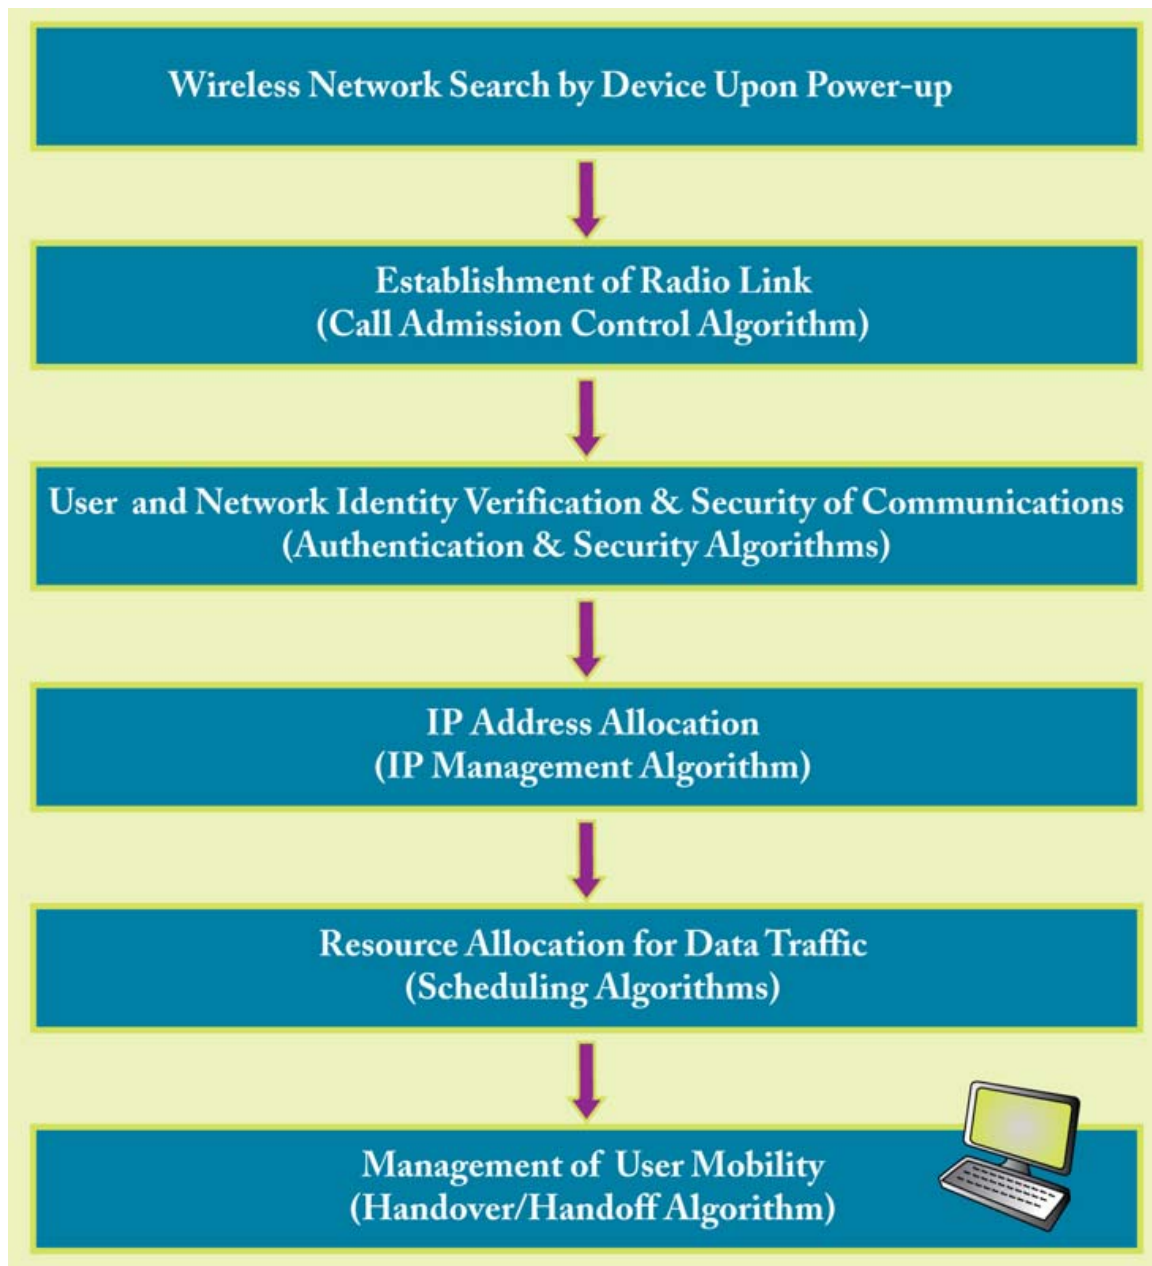 Wireless Network Search by Device Upon Power-up
Establishment of Radio Link
(Call Admission Control Algorithm)
User and Network Identity Verification & Security of Communications
(Authentication & Security Algorithms)
IP Address Allocation
(IP Management Algorithm)
Resource Allocation for Data Traffic
(Scheduling Algorithms)
Management of User Mobility
(Handover/Handoff Algorithm)